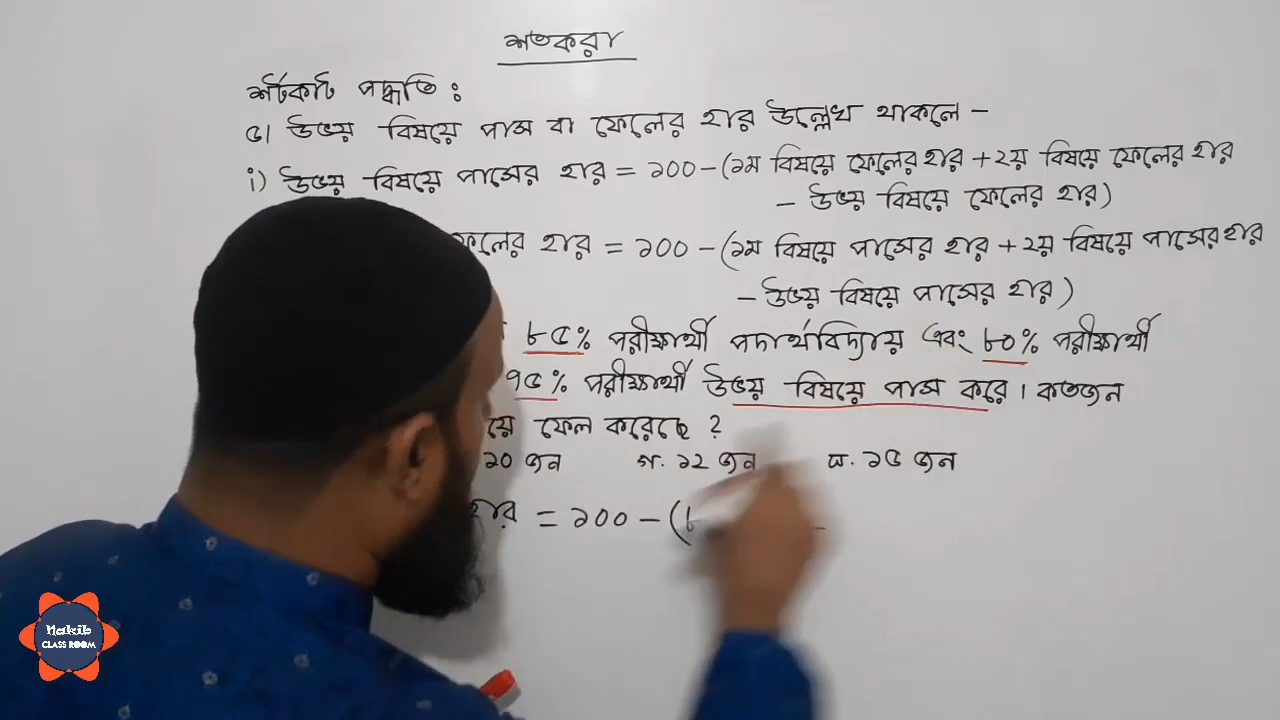 শতকরা
শর্টকাট পদ্ধতি :
৫। উভয় বিষয়ে পাস বা ফেলের হার উল্লেখ থাকলে -
i) উভয় বিষয়ে পাসের হার = ১০০ - (১ম বিষয়ে ফেলের হার + ২য় বিষয়ে ফেলের হার
- উভয় বিষয়ে ফেলের হার)
ফেলের হার = ১০০ - (১ম বিষয়ে পাসের হার + ২য় বিষয়ে পাসের হার
- উভয় বিষয়ে পাসের হার)
৮৫% পরীক্ষার্থী পদার্থবিদ্যায় এবং ৮০% পরীক্ষার্থী
৭৫% পরীক্ষার্থী উভয় বিষয়ে পাস করে। কতজন
য়ে ফেল করেছে ?
১০ জন গ. ১২ জন ঘ. ১৫ জন
হার = ১০০ - (৮
Nakib
CLASS ROOM